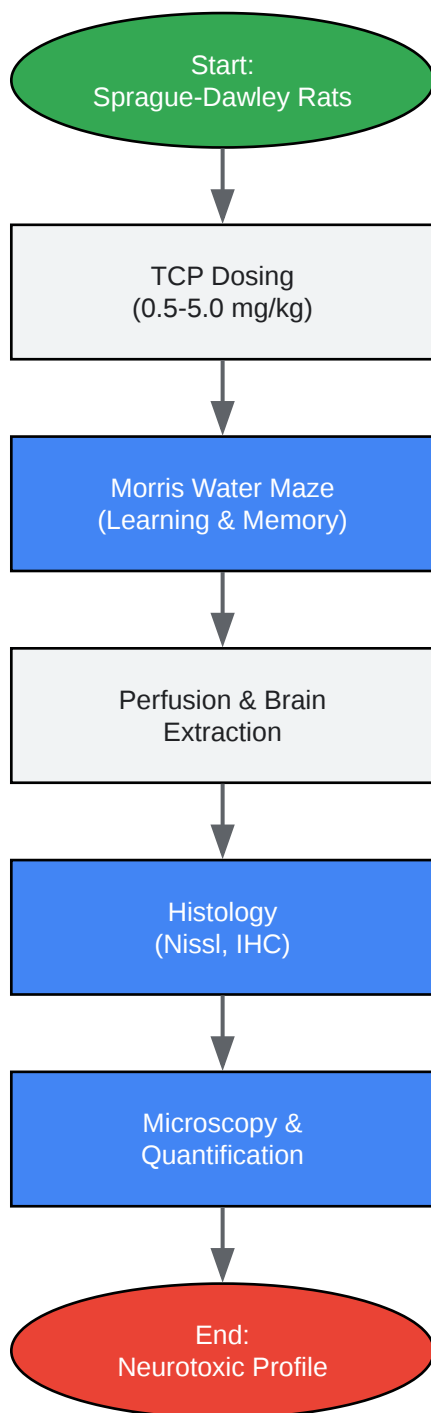 Start:
Sprague-Dawley Rats
TCP Dosing
(0.5-5.0 mg/kg)
Morris Water Maze
(Learning & Memory)
Perfusion & Brain
Extraction
Histology
(Nissl, IHC)
Microscopy &
Quantification
End:
Neurotoxic Profile